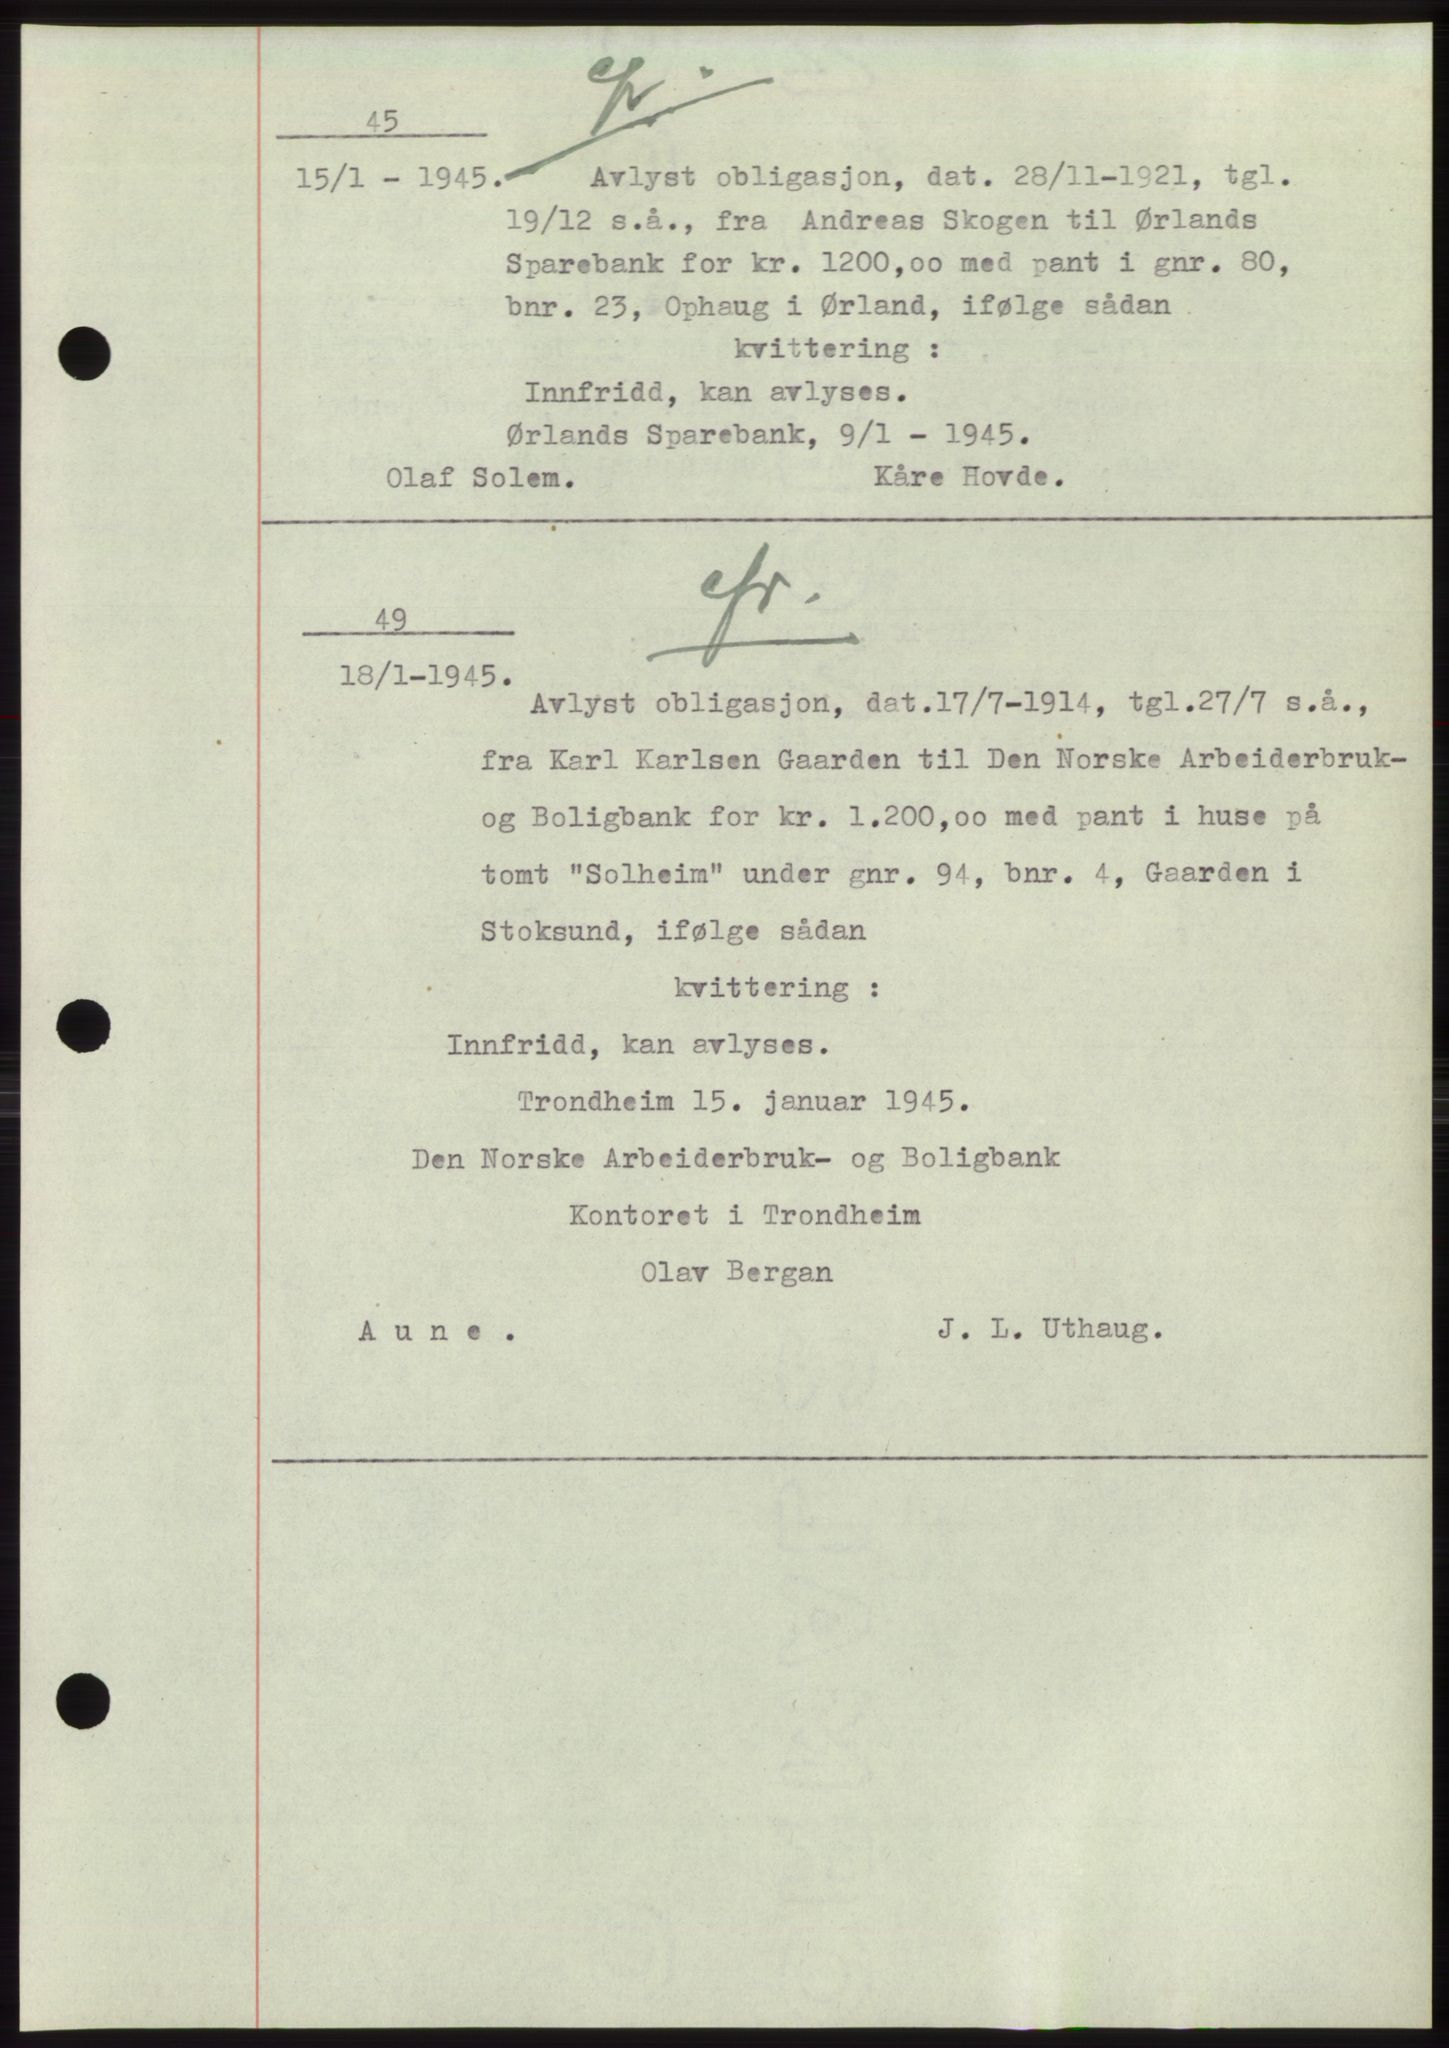 cfr.
45
15/1 - 1945. Avlyst obligasjon, dat. 28/11-1921, tgl.
19/12 s.å., fra Andreas Skogen til Ørlands
Sparebank for kr. 1200,oo med pant i gnr. 80,
bnr. 23, Ophaug i Ørland, ifølge sådan
kvittering :
Innfridd, kan avlyses.
Ørlands Sparebank, 9/1 - 1945.
Olaf Solem. Kåre Hovde.
cfr.
49
18/1-1945.
Avlyst obligasjon, dat.17/7-1914, tgl.27/7 s.å.,
fra Karl Karlsen Gaarden til Den Norske Arbeiderbruk-
og Boligbank for kr. 1.200,oo med pant i huse på
tomt "Solheim" under gnr. 94, bnr. 4, Gaarden i
Stoksund, ifølge sådan
kvittering :
Innfridd, kan avlyses.
Trondheim 15. januar 1945.
Den Norske Arbeiderbruk- og Boligbank
Kontoret i Trondheim
Olav Bergan
A u n e . J. L. Uthaug.